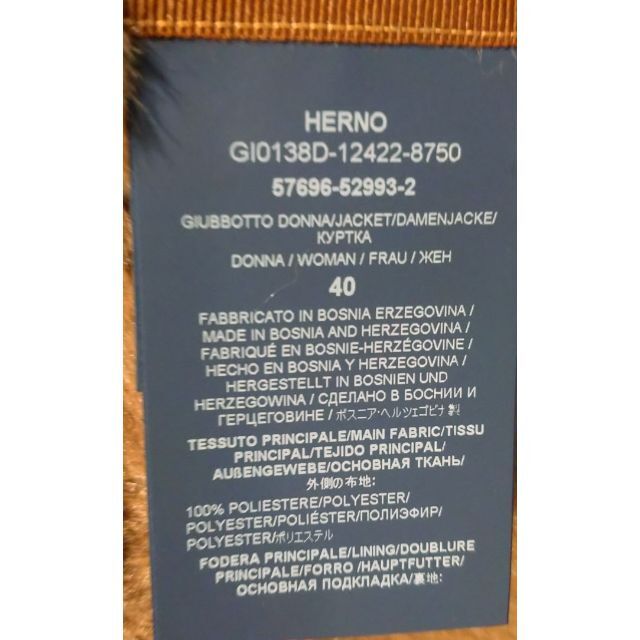 HERNO
GI0138D-12422-8750
57696-52993-2
GIUBBOTTO DONNA/JACKET/DAMENJACKE/
КУРТКА
DONNA / WOMAN / FRAU / ЖЕН
40
FABBRICATO IN BOSNIA ERZEGOVINA /
MADE IN BOSNIA AND HERZEGOVINA /
FABRIQUÉ EN BOSNIE-HERZÉGOVINE /
HECHO EN BOSNIA Y HERZEGOVINA /
HERGESTELLT IN BOSNIEN UND
HERZEGOWINA / СДЕЛАНО В БОСНИИ И
ГЕРЦЕГОВИНЕ / ボスニア・ヘルツェゴビナ 製
TESSUTO PRINCIPALE/MAIN FABRIC/TISSU
PRINCIPAL/TEJIDO PRINCIPAL/
AUßENGEWEBE/ОСНОВНАЯ ТКАНЬ/
外側の布地:
100% POLIESTERE/POLYESTER/
POLYESTER/POLIÉSTER/ПОЛИЭФИР/
POLYESTER/ポリエステル
FODERA PRINCIPALE/LINING/DOUBLURE
PRINCIPALE/FORRO /HAUPTFUTTER/
ОСНОВНАЯ ПОДКЛАДКА/裏地: